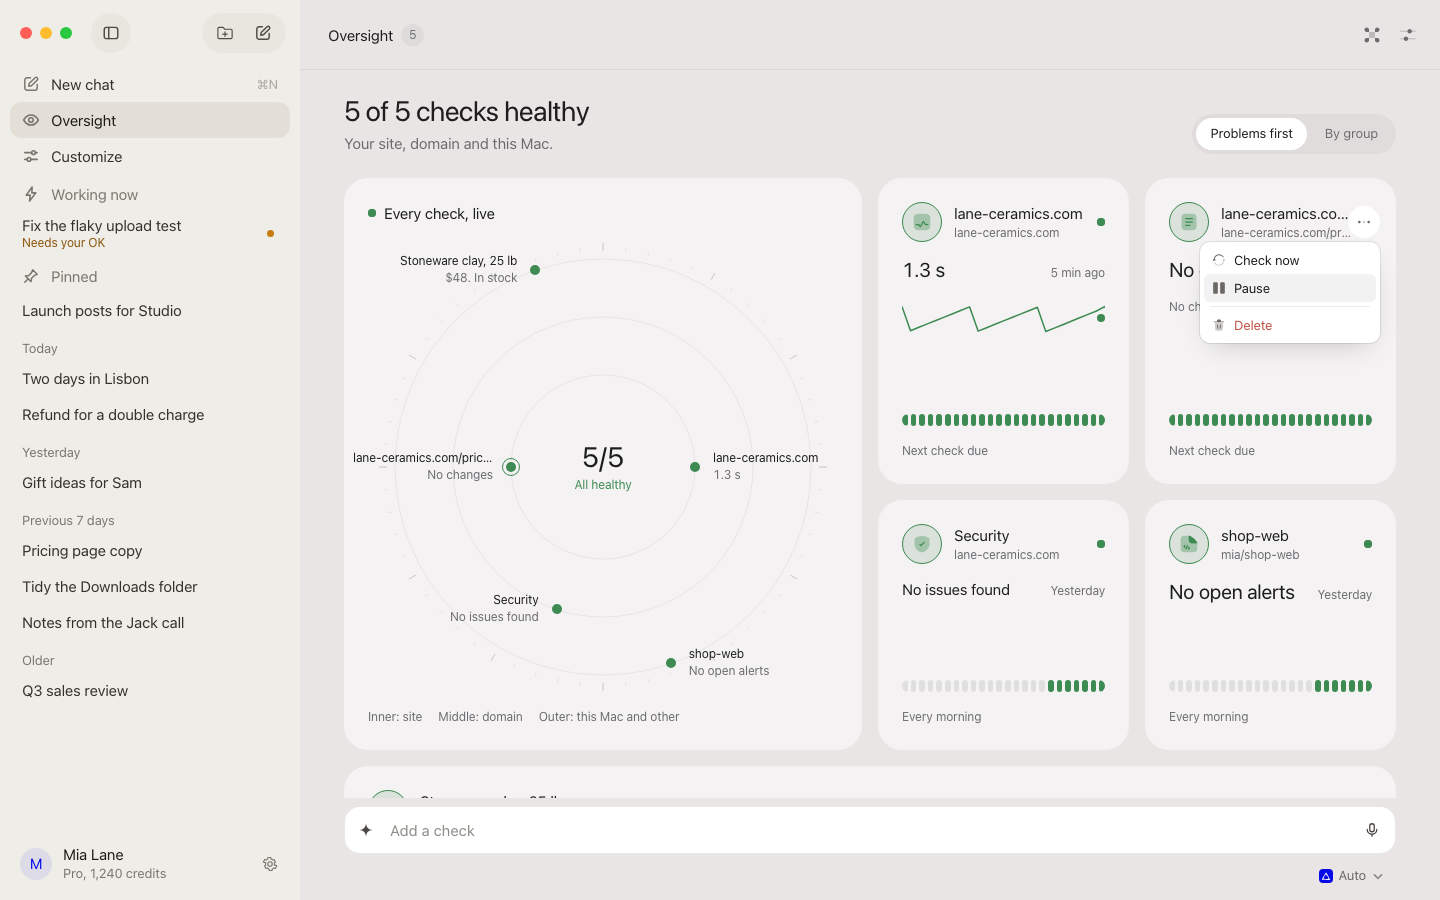 New chat
⌘N
Oversight
Customize
Working now
Fix the flaky upload test
Needs your OK
Pinned
Launch posts for Studio
Today
Two days in Lisbon
Refund for a double charge
Yesterday
Gift ideas for Sam
Previous 7 days
Pricing page copy
Tidy the Downloads folder
Notes from the Jack call
Older
Q3 sales review
M
Mia Lane
Pro, 1,240 credits
Oversight 5
5 of 5 checks healthy
Your site, domain and this Mac.
Problems first
By group
Every check, live
Stoneware clay, 25 lb
$48. In stock
lane-ceramics.com/pric...
No changes
5/5
All healthy
lane-ceramics.com
1.3 s
Security
No issues found
shop-web
No open alerts
Inner: site
Middle: domain
Outer: this Mac and other
lane-ceramics.com
lane-ceramics.com
1.3 s
5 min ago
Next check due
lane-ceramics.co...
lane-ceramics.com/pr...
No
No ch
Check now
Pause
Delete
Next check due
Security
lane-ceramics.com
No issues found
Yesterday
Every morning
shop-web
mia/shop-web
No open alerts
Yesterday
Every morning
Add a check
Auto